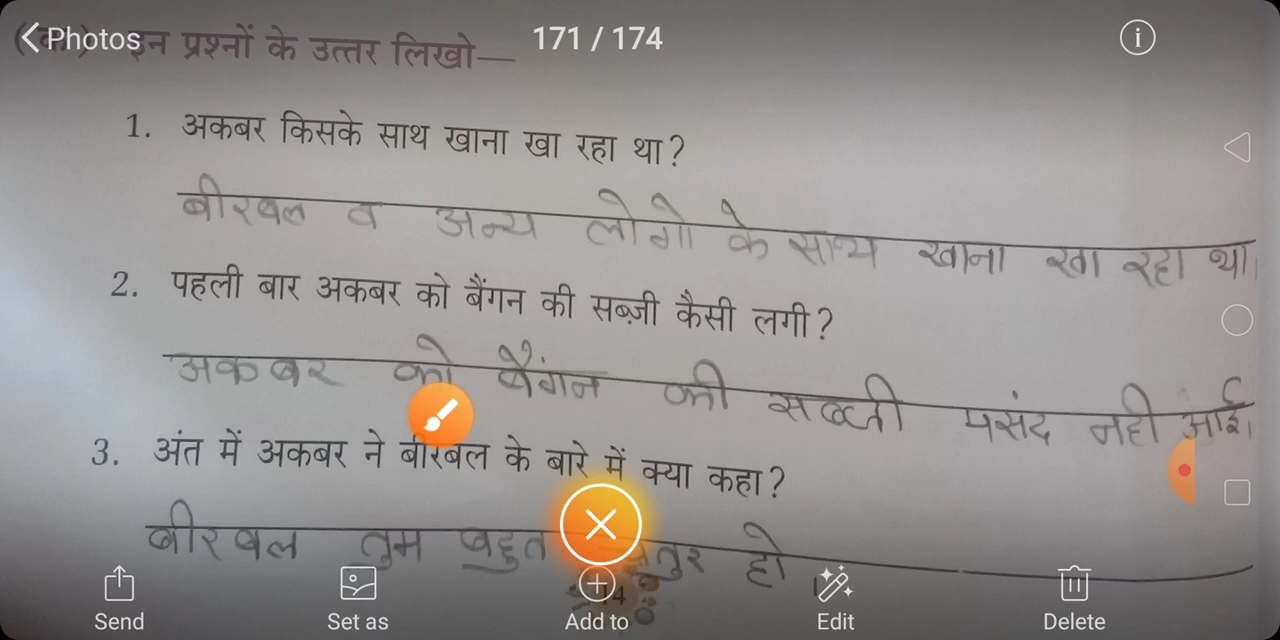 Photos
171 / 174
इन प्रश्नों के उत्तर लिखो—
1. अकबर किसके साथ खाना खा रहा था?
बीरबल व अन्य लोगो के साथ खाना खा रहा था।
2. पहली बार अकबर को बैंगन की सब्ज़ी कैसी लगी?
अकबर को बैंगन की सब्जी पसंद नही आई।
3. अंत में अकबर ने बीरबल के बारे में क्या कहा?
बीरबल तुम बहुत चतुर हो
14
Send
Set as
Add to
Edit
Delete